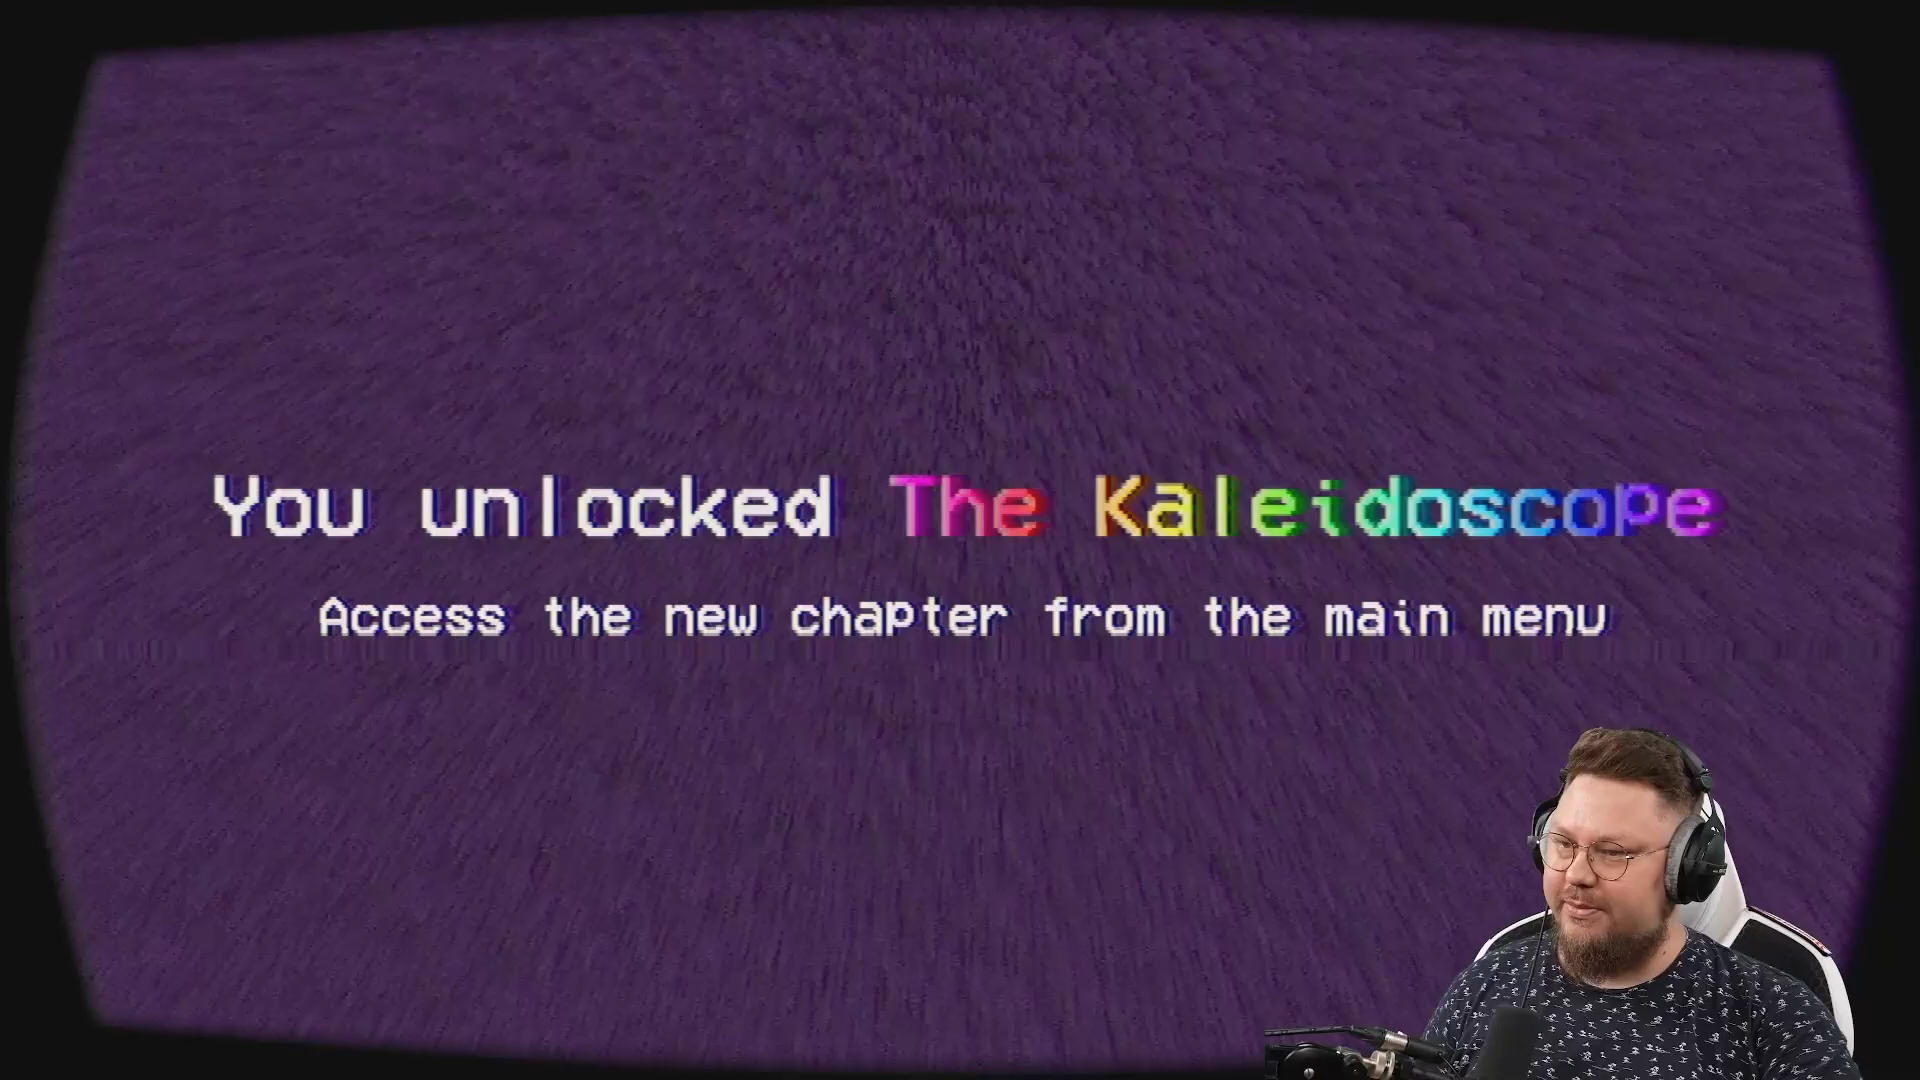 You unlocked The Kaleidoscope
Access the new chapter from the main menu